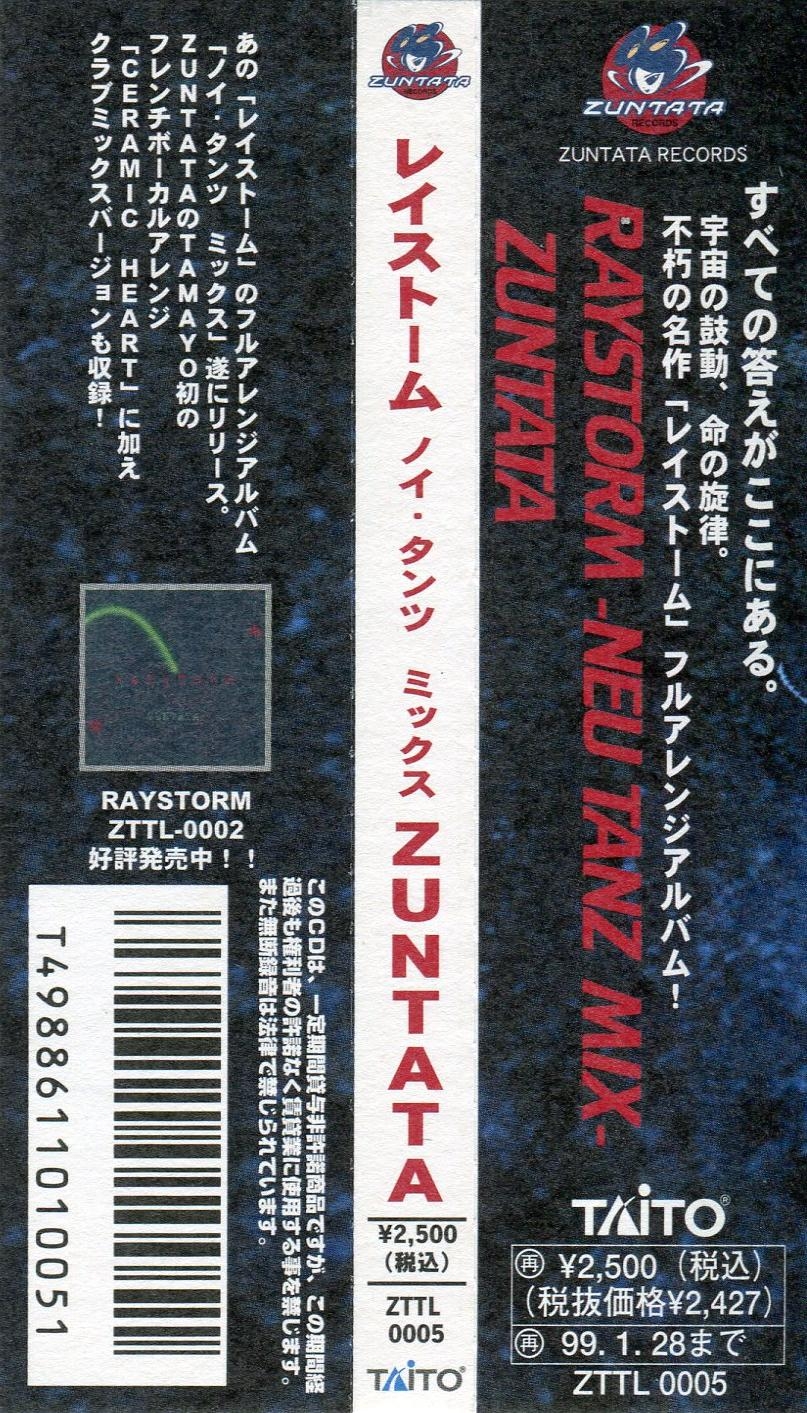 ZUNTATA
RECORDS
ZUNTATA RECORDS
すべての答えがここにある。
宇宙の鼓動、命の旋律。
不朽の名作「レイストーム」フルアレンジアルバム!
RAYSTORM -NEU TANZ MIX-
ZUNTATA
TAITO®
再 ¥2,500(税込)
(税抜価格¥2,427)
再 99.1.28まで
ZTTL 0005
ZUNTATA
RECORDS
レイストーム ノイ・タンツ ミックス ZUNTATA
¥2,500
(税込)
ZTTL
0005
TAITO®
あの「レイストーム」のフルアレンジアルバム
「ノイ・タンツ ミックス」遂にリリース。
ZUNTATAのTAMAYO初の
フレンチボーカルアレンジ
「CERAMIC HEART」に加え
クラブミックスバージョンも収録!
RAYSTORM
RAYSTORM
ZTTL-0002
好評発売中!!
このCDは、一定期間貸与非許諾商品ですが、この期間経
過後も権利者の許諾なく賃貸業に使用する事を禁じます。
また無断録音は法律で禁じられています。
T4988611010051